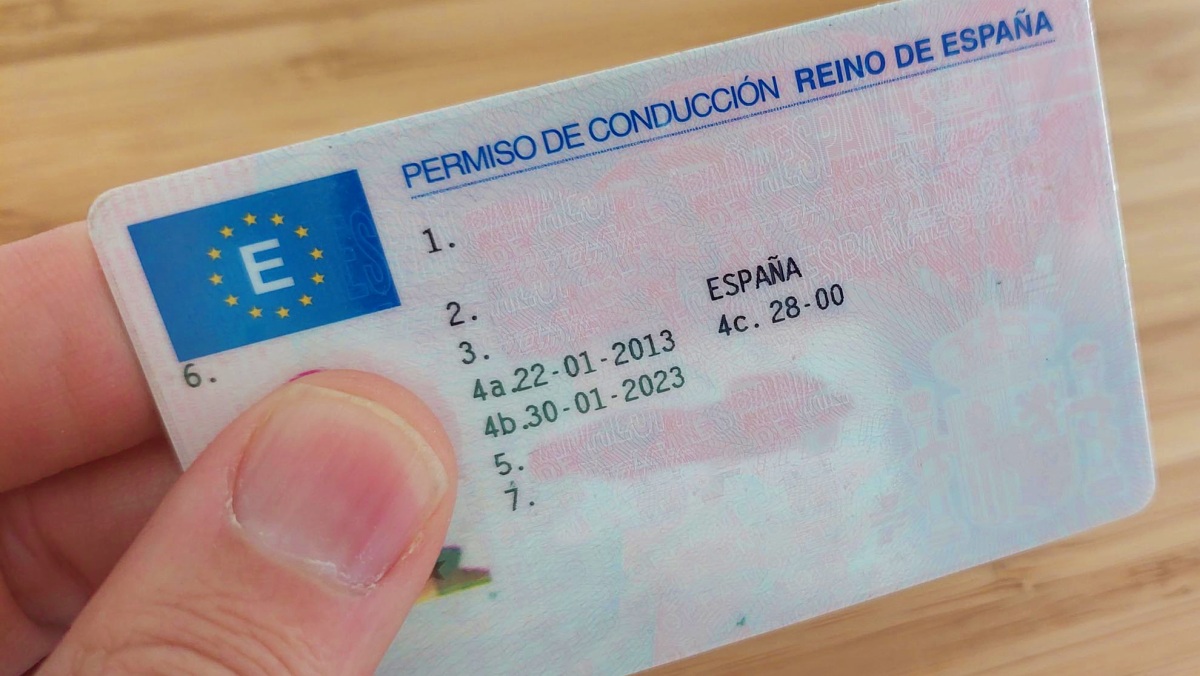 PERMISO DE CONDUCCIÓN REINO DE ESPAÑA
E
1.
2.
3. ESPAÑA
4a.22-01-2013 4c. 28-00
4b.30-01-2023
5.
6.
7.